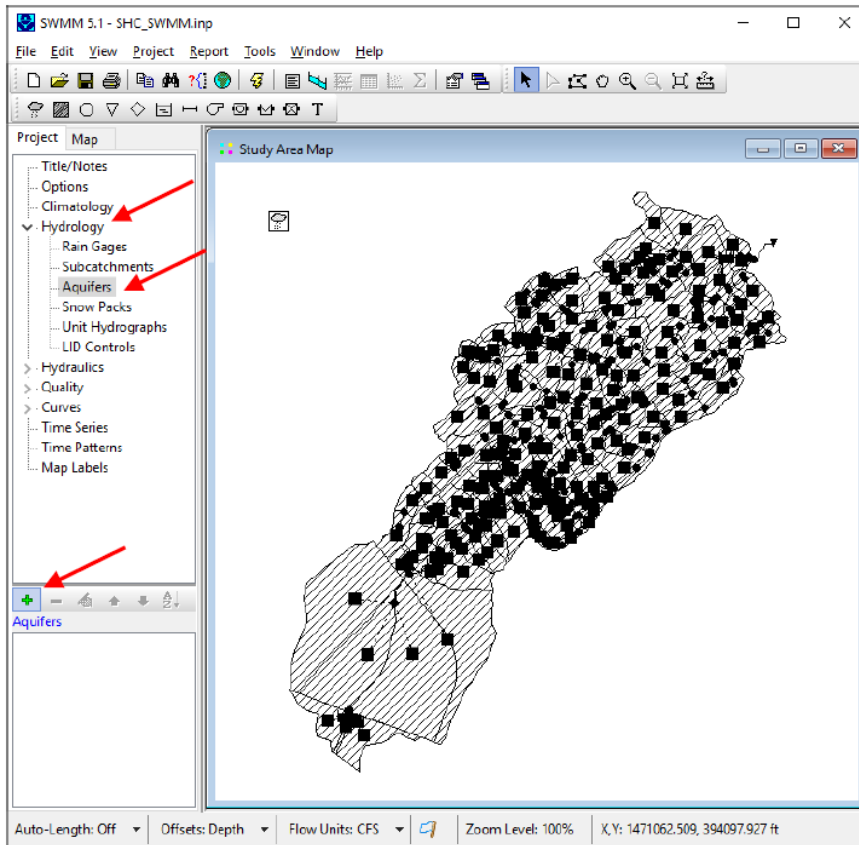 SWMM 5.1 - SHC_SWMM.inp
File Edit View Project Report Tools Window Help
T
Project Map
Study Area Map
Title/Notes
Options
Climatology
Hydrology
Rain Gages
Subcatchments
Aquifers
Snow Packs
Unit Hydrographs
LID Controls
Hydraulics
Quality
Curves
Time Series
Time Patterns
Map Labels
Aquifers
Auto-Length: Off Offsets: Depth Flow Units: CFS Zoom Level: 100% X,Y: 1471062.509, 394097.927 ft